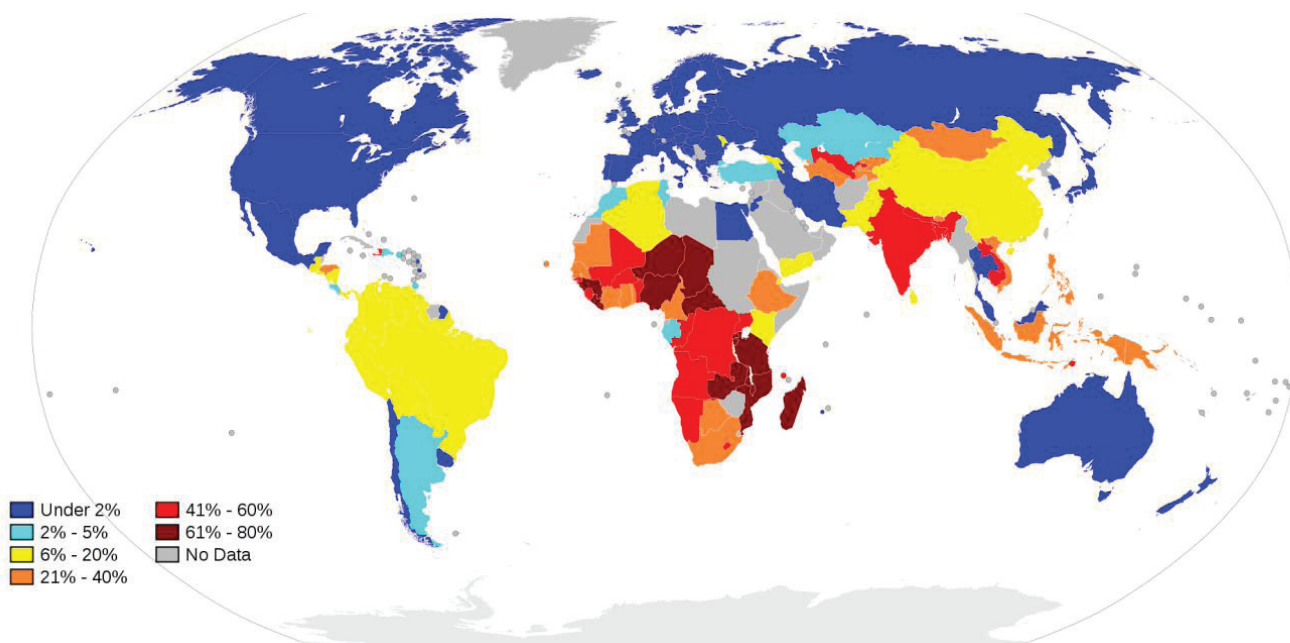 Under 2%
2% - 5%
6% - 20%
21% - 40%
41% - 60%
61% - 80%
No Data